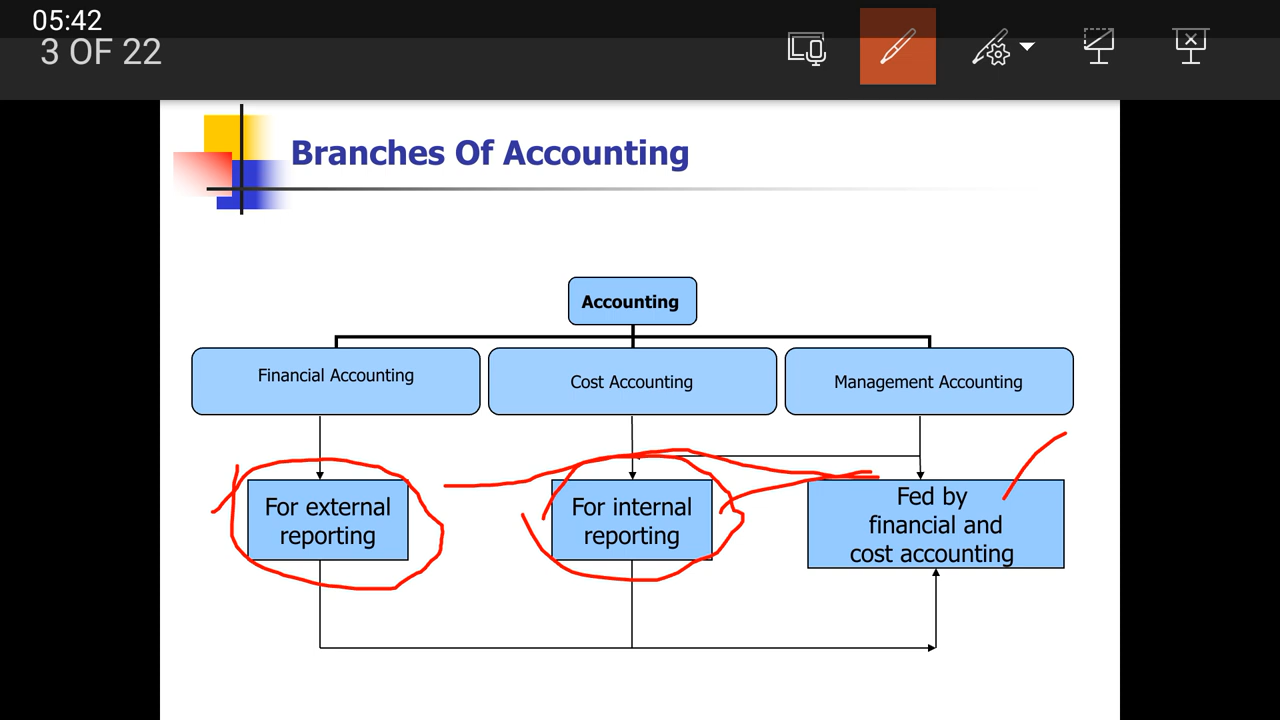 05:42
3 OF 22
Branches Of Accounting
Accounting
Financial Accounting
Cost Accounting
Management Accounting
For external
reporting
For internal
reporting
Fed by
financial and
cost accounting